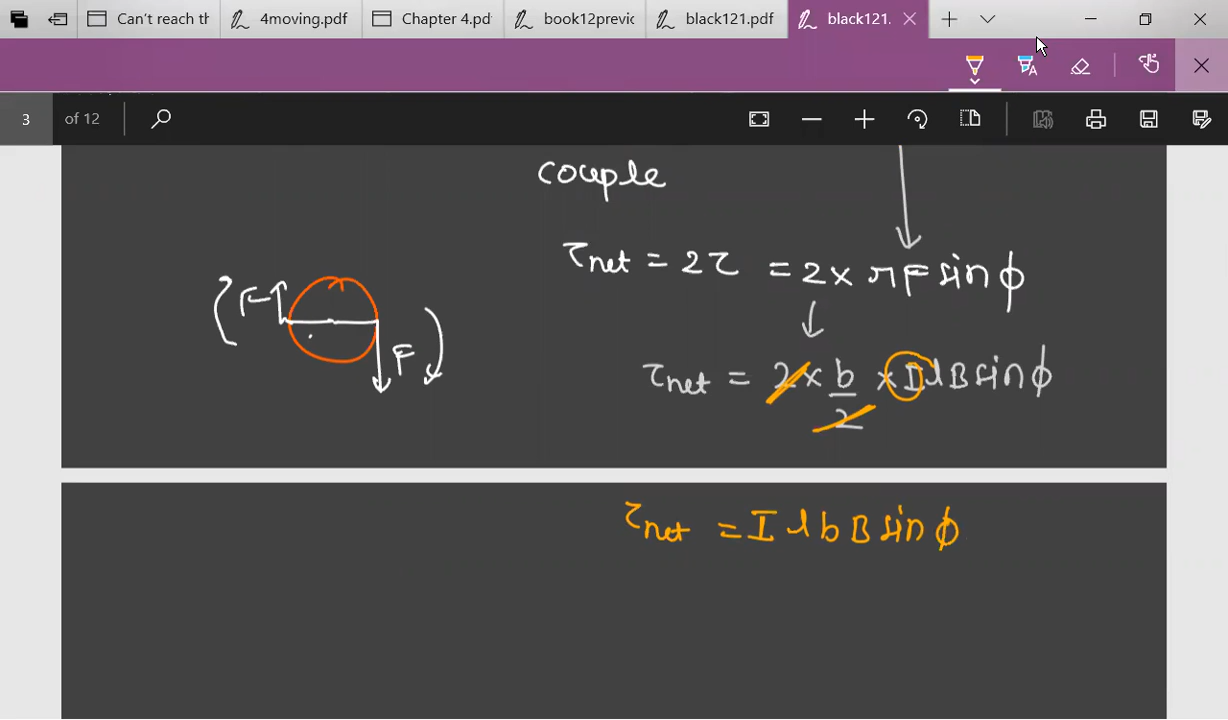 Can't reach th 4moving.pdf Chapter 4.pd book12previc black121.pdf black121.
3 of 12
couple
τnet = 2τ = 2 × rF sin ϕ
F F
τnet = 2 × b/2 × I l B sin ϕ
τnet = I l b B sin ϕ